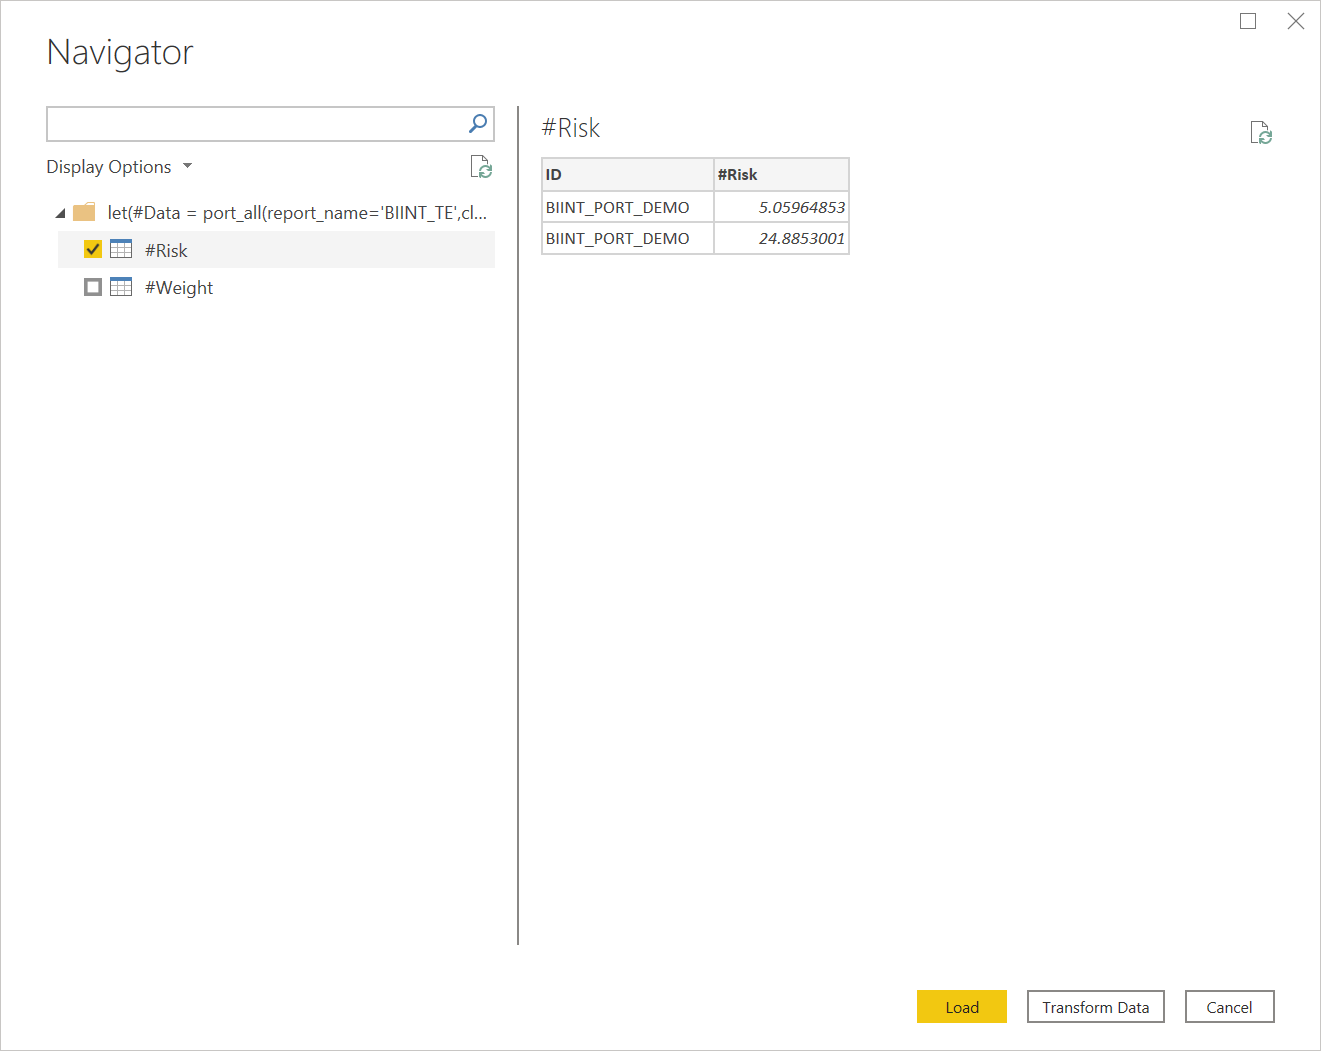 Navigator
Display Options
let(#Data = port_all(report_name='BIINT_TE',cl...
#Risk
#Weight
#Risk
ID #Risk
BIINT_PORT_DEMO 5.05964853
BIINT_PORT_DEMO 24.8853001
Load Transform Data Cancel